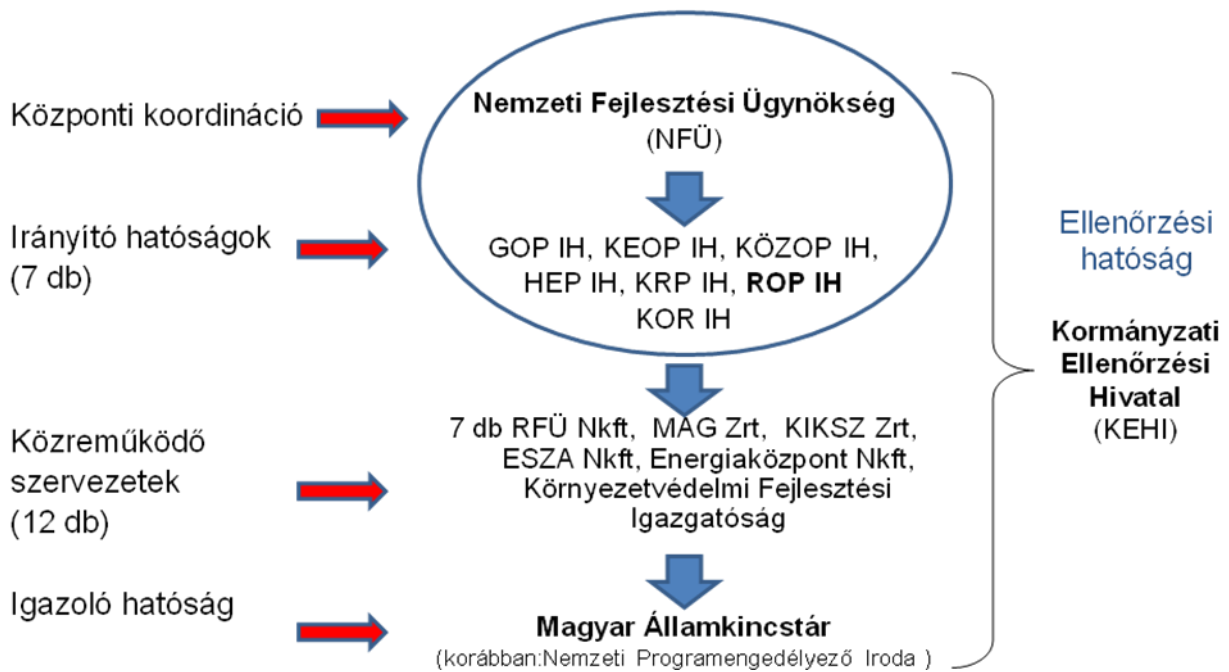 Központi koordináció
Nemzeti Fejlesztési Ügynökség
(NFÜ)
Irányító hatóságok
(7 db)
GOP IH, KEOP IH, KÖZOP IH,
HEP IH, KRP IH, ROP IH
KOR IH
Közreműködő
szervezetek
(12 db)
7 db RFÜ Nkft, MAG Zrt, KIKSZ Zrt,
ESZA Nkft, Energiaközpont Nkft,
Környezetvédelmi Fejlesztési
Igazgatóság
Igazoló hatóság
Magyar Államkincstár
(korábban:Nemzeti Programengedélyező Iroda )
Ellenőrzési
hatóság
Kormányzati
Ellenőrzési
Hivatal
(KEHI)